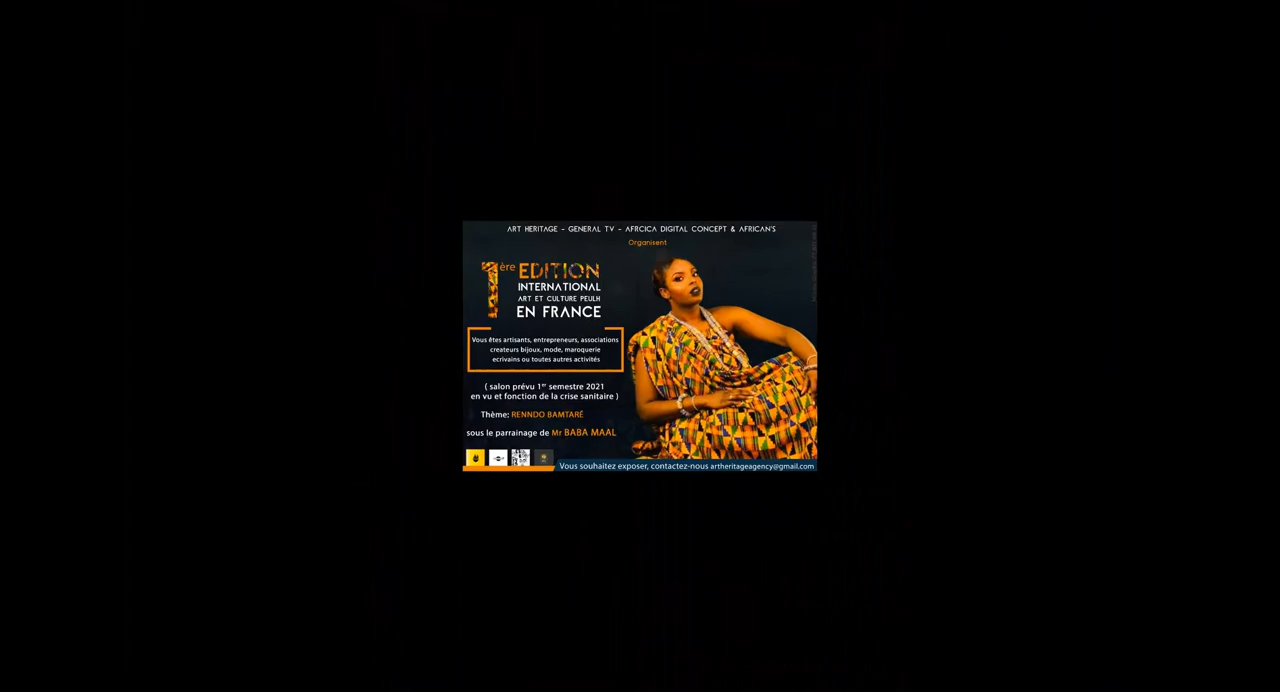 ART HERITAGE - GENERAL TV - AFRCICA DIGITAL CONCEPT & AFRICAN'S
Organisent
1ère EDITION
INTERNATIONAL
ART ET CULTURE PEULH
EN FRANCE
Vous êtes artisants, entrepreneurs, associations
createurs bijoux, mode, maroquerie
ecrivains ou toutes autres activités
( salon prévu 1er semestre 2021
en vu et fonction de la crise sanitaire )
Thème: RENNDO BAMTARÉ
sous le parrainage de Mr BABA MAAL
Vous souhaitez exposer, contactez-nous artheritageagency@gmail.com